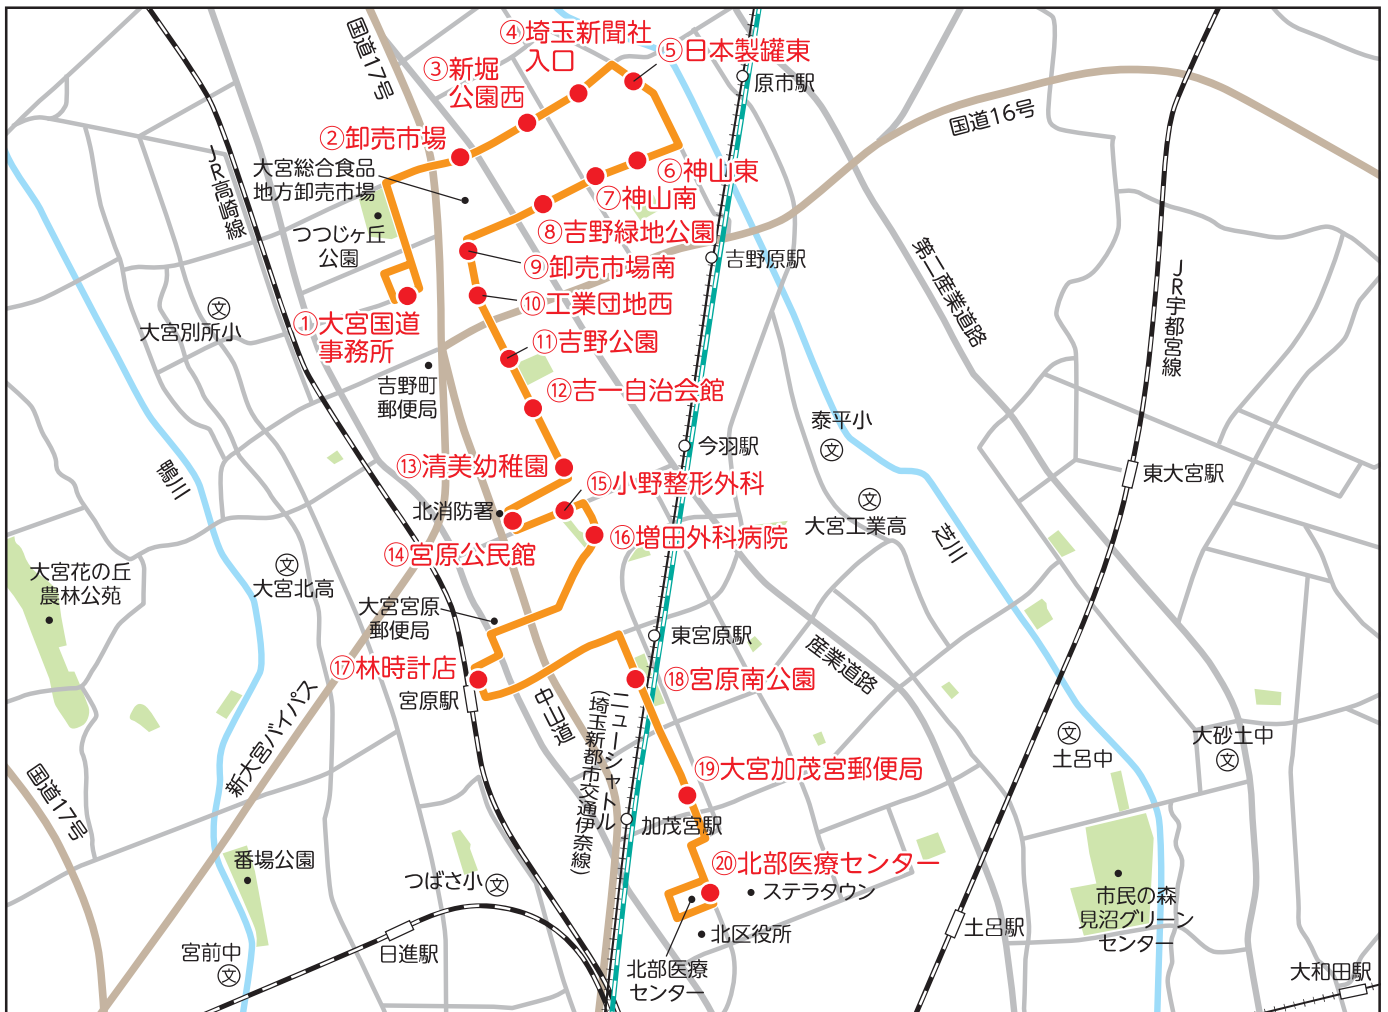 ④埼玉新聞社
入口
⑤日本製罐東
国道17号
③新堀
公園西
原市駅
国道16号
②卸売市場
JR高崎線
大宮総合食品
地方卸売市場
⑥神山東
⑦神山南
つつじヶ丘
公園
⑧吉野緑地公園
⑨卸売市場南
吉野原駅
第二産業道路
JR宇都宮線
⑩工業団地西
①大宮国道
事務所
大宮別所小
文
⑪吉野公園
吉野町
郵便局
⑫吉一自治会館
泰平小
文
今羽駅
⑬清美幼稚園
鴨川
⑮小野整形外科
東大宮駅
北消防署
文
大宮工業高
⑯増田外科病院
芝川
⑭宮原公民館
文
大宮北高
大宮花の丘
農林公苑
大宮宮原
郵便局
東宮原駅
産業道路
⑰林時計店
⑱宮原南公園
宮原駅
中山道
ニューシャトル
(埼玉新都市交通伊奈線)
新大宮バイパス
国道17号
文
土呂中
大砂土中
文
⑲大宮加茂宮郵便局
加茂宮駅
番場公園
つばさ小
文
⑳北部医療センター
ステラタウン
市民の森
見沼グリーン
センター
土呂駅
北区役所
宮前中
文
日進駅
北部医療
センター
大和田駅